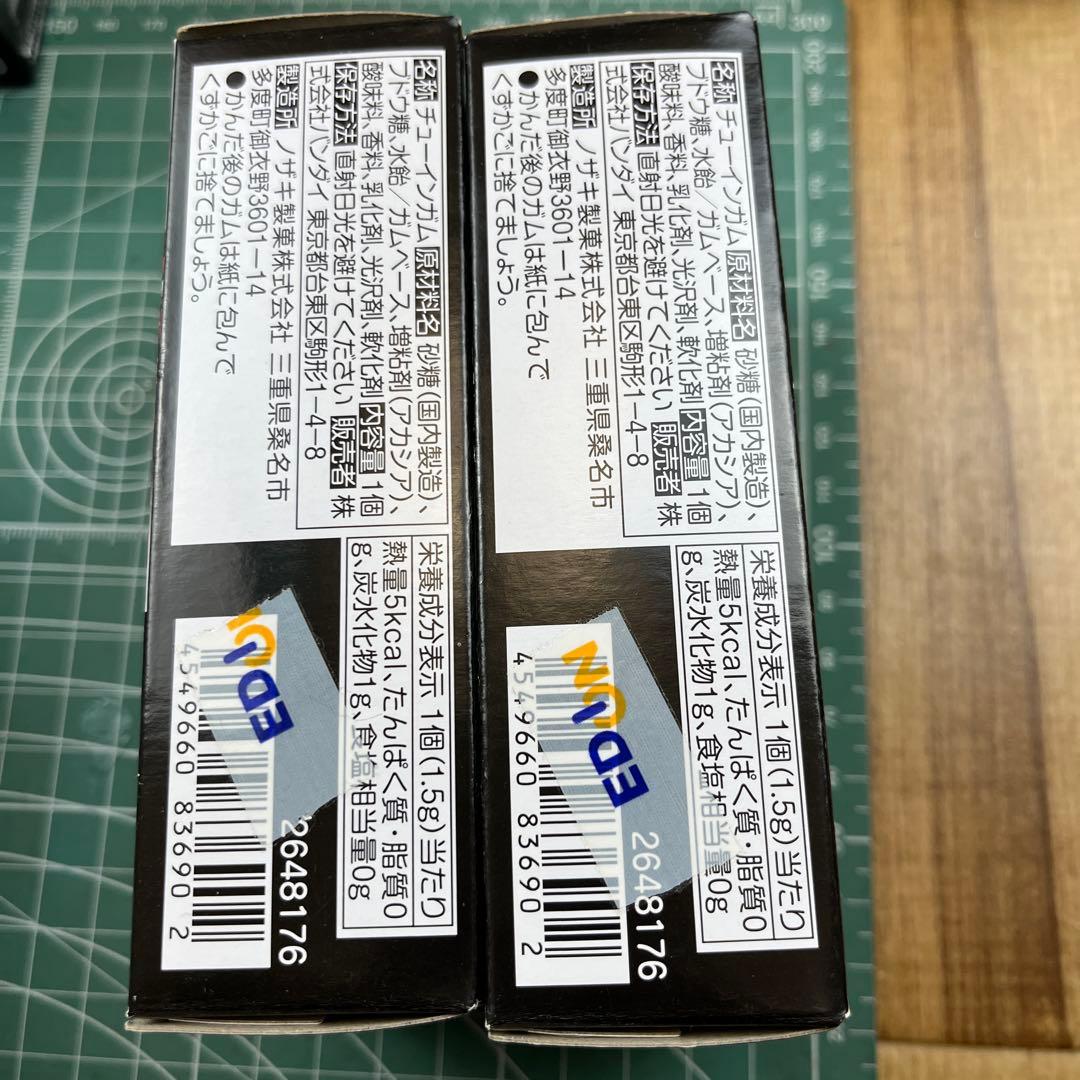 名称 チューインガム 原材料名 砂糖(国内製造)、
ブドウ糖、水飴/ガムベース、増粘剤(アカシア)、
酸味料、香料、乳化剤、光沢剤、軟化剤 内容量 1個
保存方法 直射日光を避けてください 販売者 株
式会社バンダイ 東京都台東区駒形1-4-8
製造所 ノザキ製菓株式会社 三重県桑名市
多度町御衣野3601-14
●かんだ後のガムは紙に包んで
くずかごに捨てましょう。
栄養成分表示 1個(1.5g)当たり
熱量5kcal、たんぱく質・脂質0
g、炭水化物1g、食塩相当量0g
EDION
2648176
4549660 83690 2
名称 チューインガム 原材料名 砂糖(国内製造)、
ブドウ糖、水飴/ガムベース、増粘剤(アカシア)、
酸味料、香料、乳化剤、光沢剤、軟化剤 内容量 1個
保存方法 直射日光を避けてください 販売者 株
式会社バンダイ 東京都台東区駒形1-4-8
製造所 ノザキ製菓株式会社 三重県桑名市
多度町御衣野3601-14
●かんだ後のガムは紙に包んで
くずかごに捨てましょう。
栄養成分表示 1個(1.5g)当たり
熱量5kcal、たんぱく質・脂質0
g、炭水化物1g、食塩相当量0g
EDION
2648176
4549660 83690 2